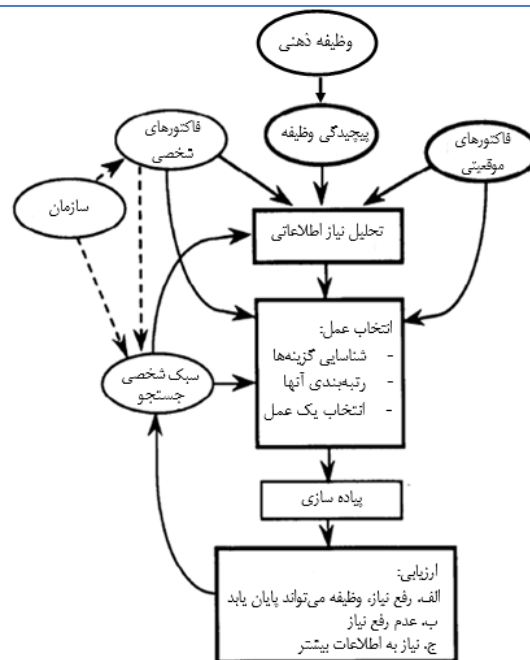 وظیفه ذهنی
پیچیدگی وظیفه
فاکتورهای
شخصی
فاکتورهای
موقعیتی
سازمان
تحلیل نیاز اطلاعاتی
انتخاب عمل:
- شناسایی گزینه‌ها
- رتبه‌بندی آنها
- انتخاب یک عمل
سبک شخصی
جستجو
پیاده سازی
ارزیابی:
الف. رفع نیاز، وظیفه می‌تواند پایان یابد
ب. عدم رفع نیاز
ج. نیاز به اطلاعات بیشتر